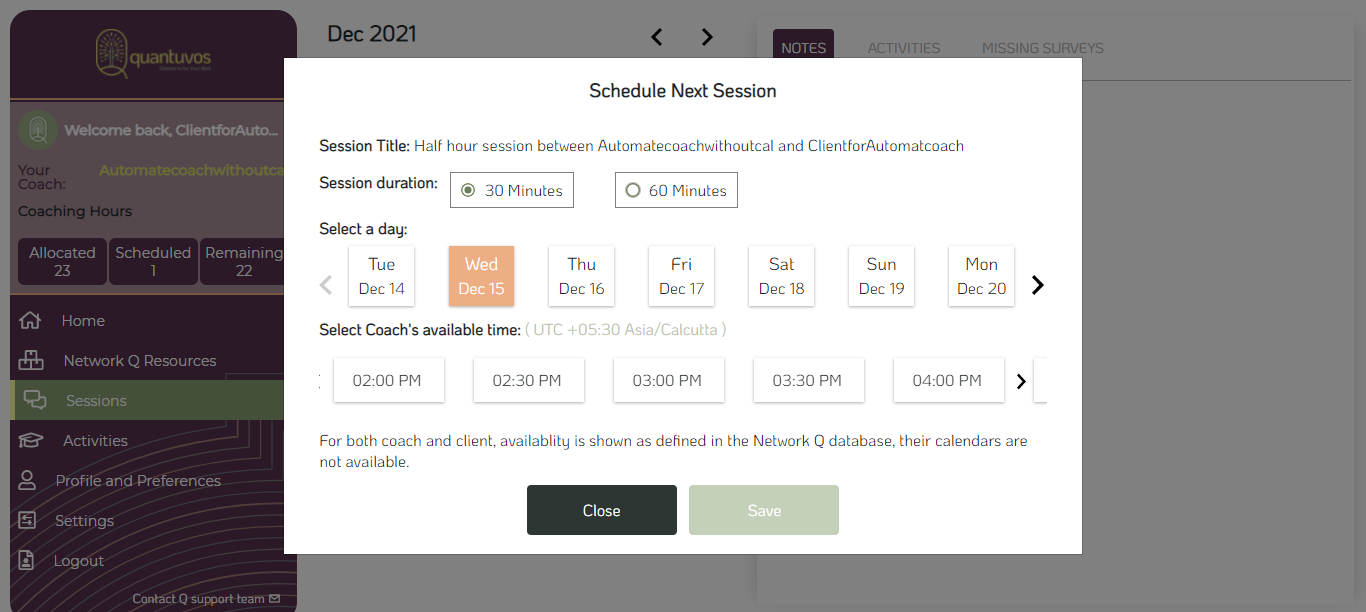 quantuvos
Dec 2021
NOTES
ACTIVITIES
MISSING SURVEYS
Welcome back, ClientforAuto...
Your Coach:
Automatecoachwithoutca
Coaching Hours
Allocated
23
Scheduled
1
Remaining
22
Home
Network Q Resources
Sessions
Activities
Profile and Preferences
Settings
Logout
Contact Q support team
Schedule Next Session
Session Title: Half hour session between Automatecoachwithoutcal and ClientforAutomatcoach
Session duration:
30 Minutes
60 Minutes
Select a day:
Tue
Dec 14
Wed
Dec 15
Thu
Dec 16
Fri
Dec 17
Sat
Dec 18
Sun
Dec 19
Mon
Dec 20
Select Coach's available time: ( UTC +05:30 Asia/Calcutta )
02:00 PM
02:30 PM
03:00 PM
03:30 PM
04:00 PM
For both coach and client, availablity is shown as defined in the Network Q database, their calendars are
not available.
Close
Save